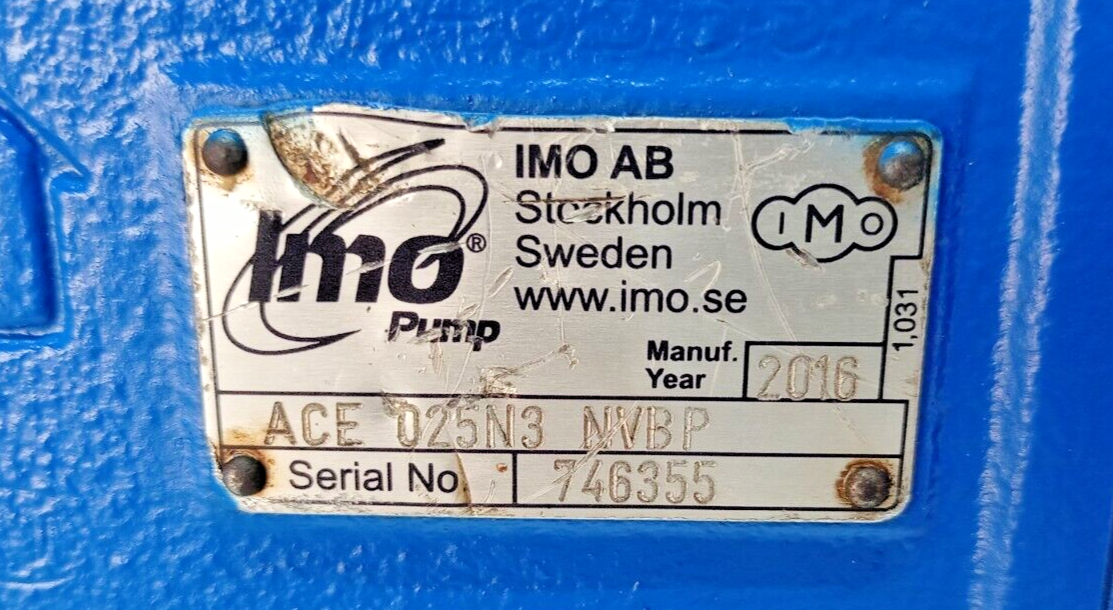 Imo®
Pump
IMO AB
Stockholm
Sweden
www.imo.se
IMO
1,031
Manuf.
Year
2016
ACE 025N3 NVBP
Serial No.
746355